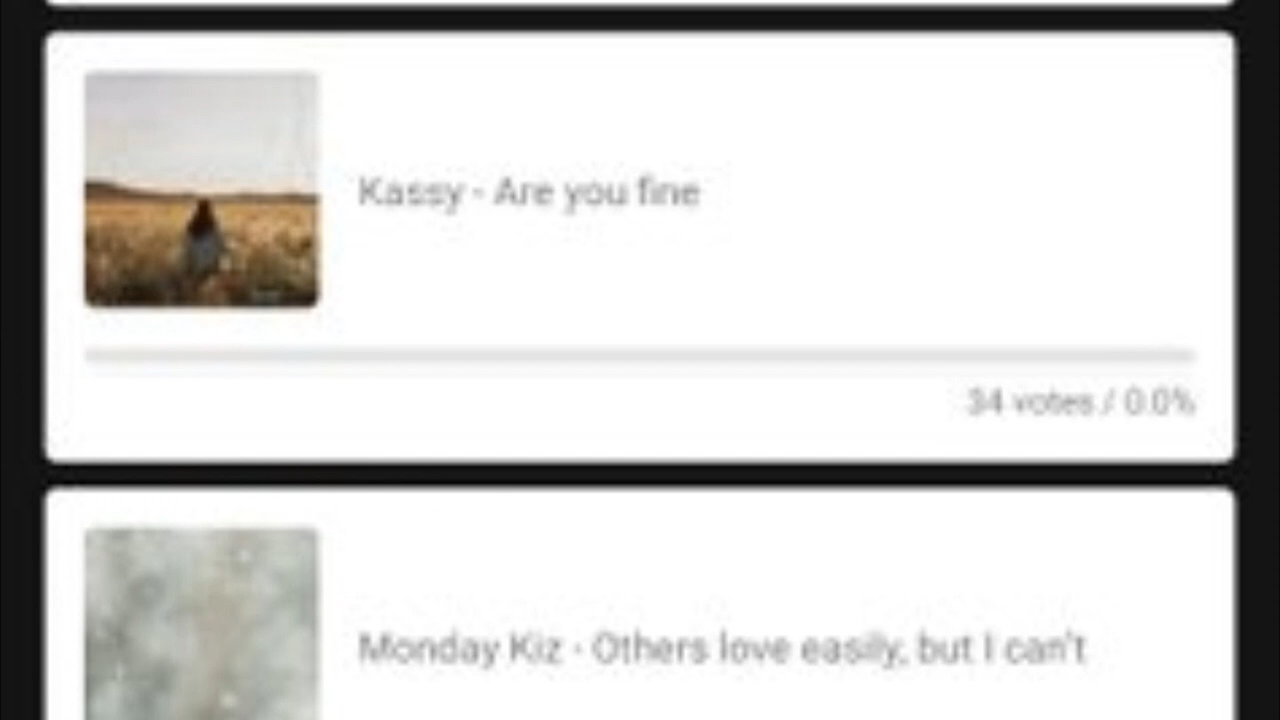 Kassy - Are you fine
34 votes / 0.0%
Monday Kiz - Others love easily, but I can't